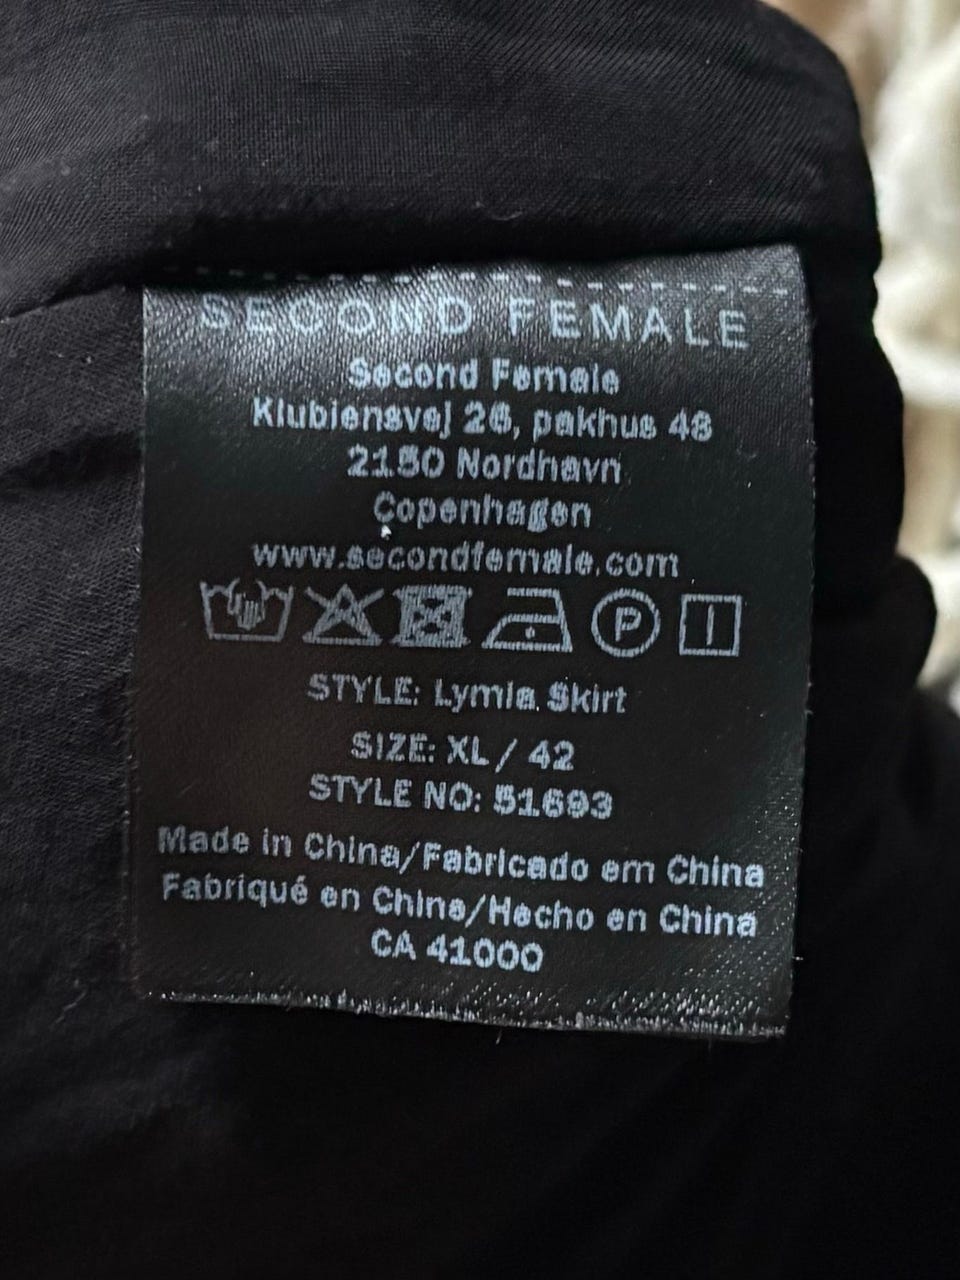 SECOND FEMALE
Second Female
Klubiensvej 26, pakhus 48
2150 Nordhavn
Copenhagen
www.secondfemale.com
P
STYLE: Lymla Skirt
SIZE: XL / 42
STYLE NO: 51693
Made in China/Fabricado em China
Fabriqué en China/Hecho en China
CA 41000